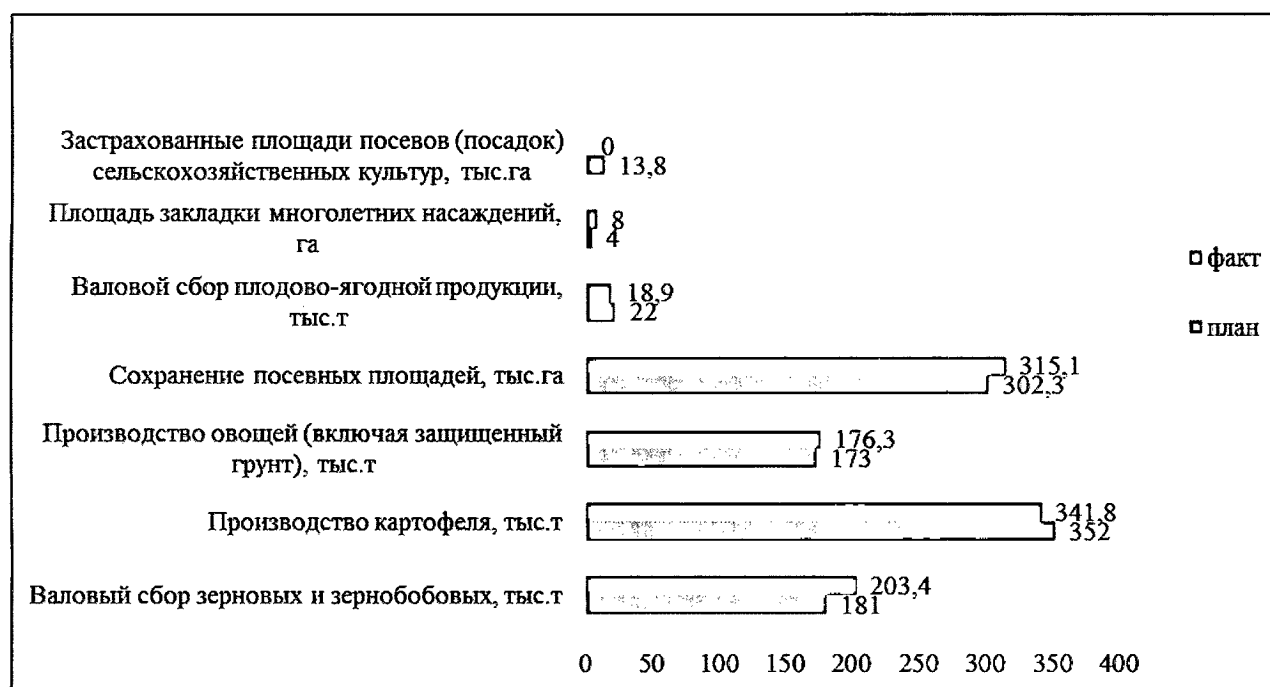 Застрахованные площади посевов (посадок)
сельскохозяйственных культур, тыс.га
0
13,8
Площадь закладки многолетних насаждений,
га
8
4
Валовой сбор плодово-ягодной продукции,
тыс.т
18,9
22
Сохранение посевных площадей, тыс.га
315,1
302,3
Производство овощей (включая защищенный
грунт), тыс.т
176,3
173
Производство картофеля, тыс.т
341,8
352
Валовый сбор зерновых и зернобобовых, тыс.т
203,4
181
0 50 100 150 200 250 300 350 400
факт
план